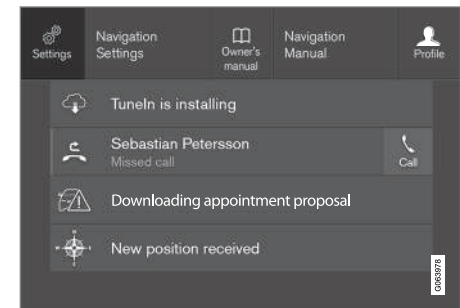 Settings
Navigation
Settings
Owner's
manual
Navigation
Manual
Profile
TuneIn is installing
Sebastian Petersson
Missed call
Call
Downloading appointment proposal
New position received
G063978